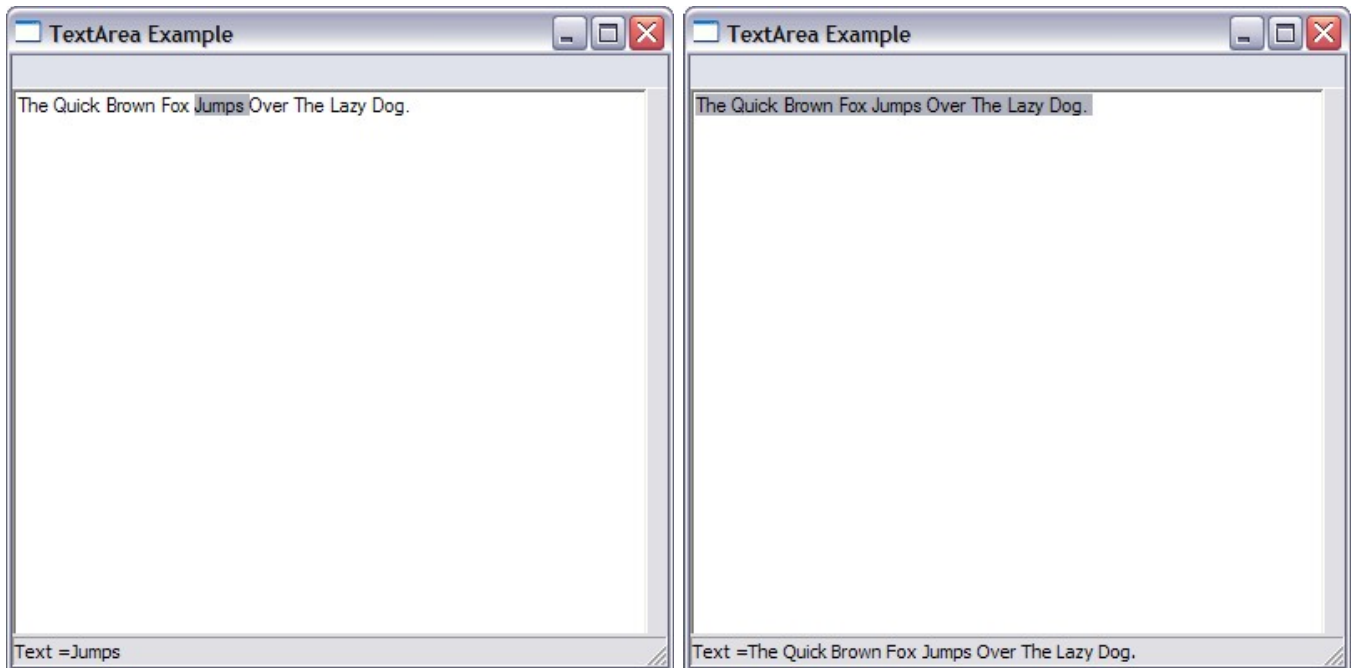 TextArea Example
The Quick Brown Fox Jumps Over The Lazy Dog.
Text =Jumps
TextArea Example
The Quick Brown Fox Jumps Over The Lazy Dog.
Text =The Quick Brown Fox Jumps Over The Lazy Dog.